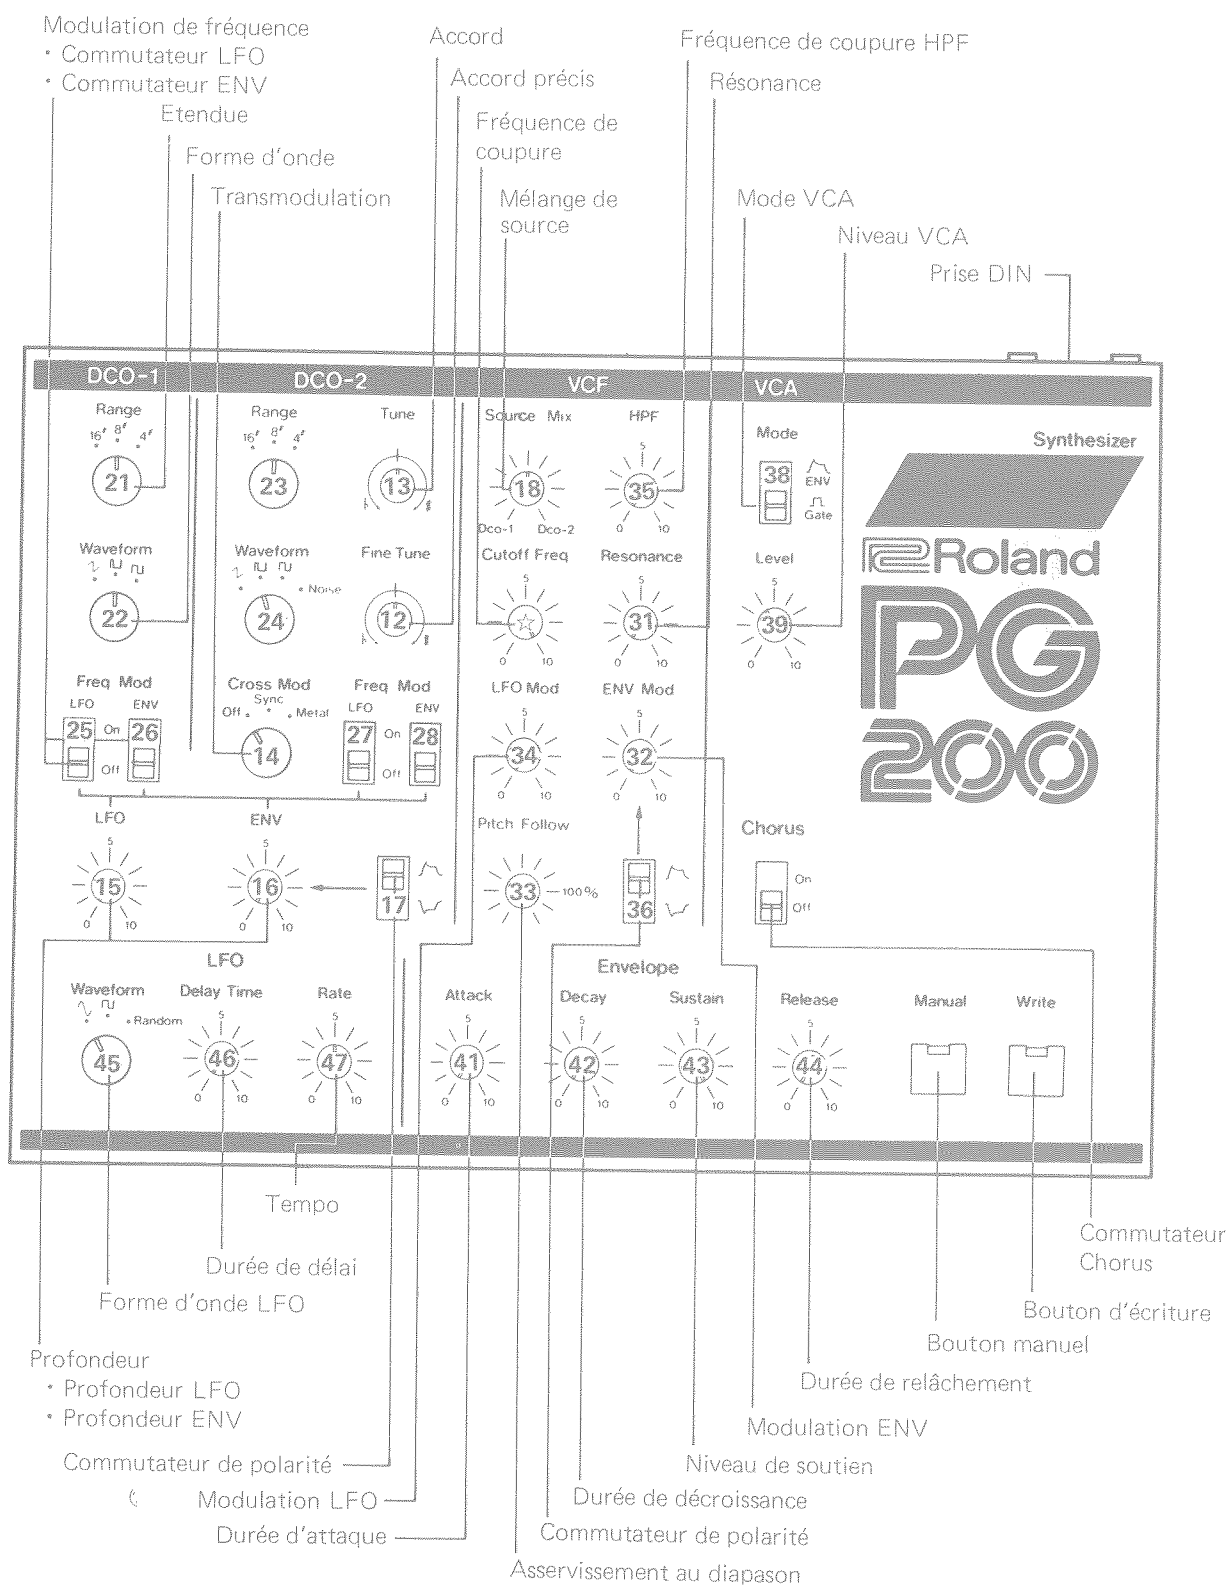 Modulation de fréquence
• Commutateur LFO
• Commutateur ENV
Etendue
Forme d'onde
Transmodulation
Accord
Accord précis
Fréquence de
coupure
Mélange de
source
Fréquence de coupure HPF
Résonance
Mode VCA
Niveau VCA
Prise DIN
DCO-1 DCO-2 VCF VCA
Range
16' 8' 4'
21
Range
16' 8' 4'
23
Tune
13
Source Mix
18
Dco-1 Dco-2
HPF
5
35
0 10
Mode
38
ENV
Gate
Synthesizer
Roland
PG
200
Waveform
22
Waveform
Noise
24
Fine Tune
12
Cutoff Freq
5
☆
0 10
Resonance
5
31
0 10
Level
5
39
0 10
Freq Mod
LFO ENV
25 On 26
Off
Cross Mod
Off Sync Metal
14
Freq Mod
LFO ENV
27 On 28
Off
LFO Mod
5
34
0 10
ENV Mod
5
32
0 10
LFO
5
15
0 10
ENV
5
16
0 10
17
Pitch Follow
33
100%
36
Chorus
On
Off
LFO
Waveform
Random
45
Delay Time
5
46
0 10
Rate
5
47
0 10
Envelope
Attack
5
41
0 10
Decay
5
42
0 10
Sustain
5
43
0 10
Release
5
44
0 10
Manual
Write
Tempo
Durée de délai
Forme d'onde LFO
Profondeur
• Profondeur LFO
• Profondeur ENV
Commutateur de polarité
Modulation LFO
Durée d'attaque
Commutateur
Chorus
Bouton d'écriture
Bouton manuel
Durée de relâchement
Modulation ENV
Niveau de soutien
Durée de décroissance
Commutateur de polarité
Asservissement au diapason